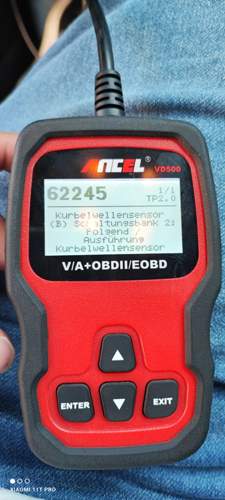 ANCEL®
VD500
62245
1/1
TP2.0
Kurbelwellensensor
(B) Schaltungsbank 2:
Folgend
Ausführung
Kurbelwellensensor
V/A+OBDII/EOBD
ENTER
EXIT
XIAOMI 11T PRO